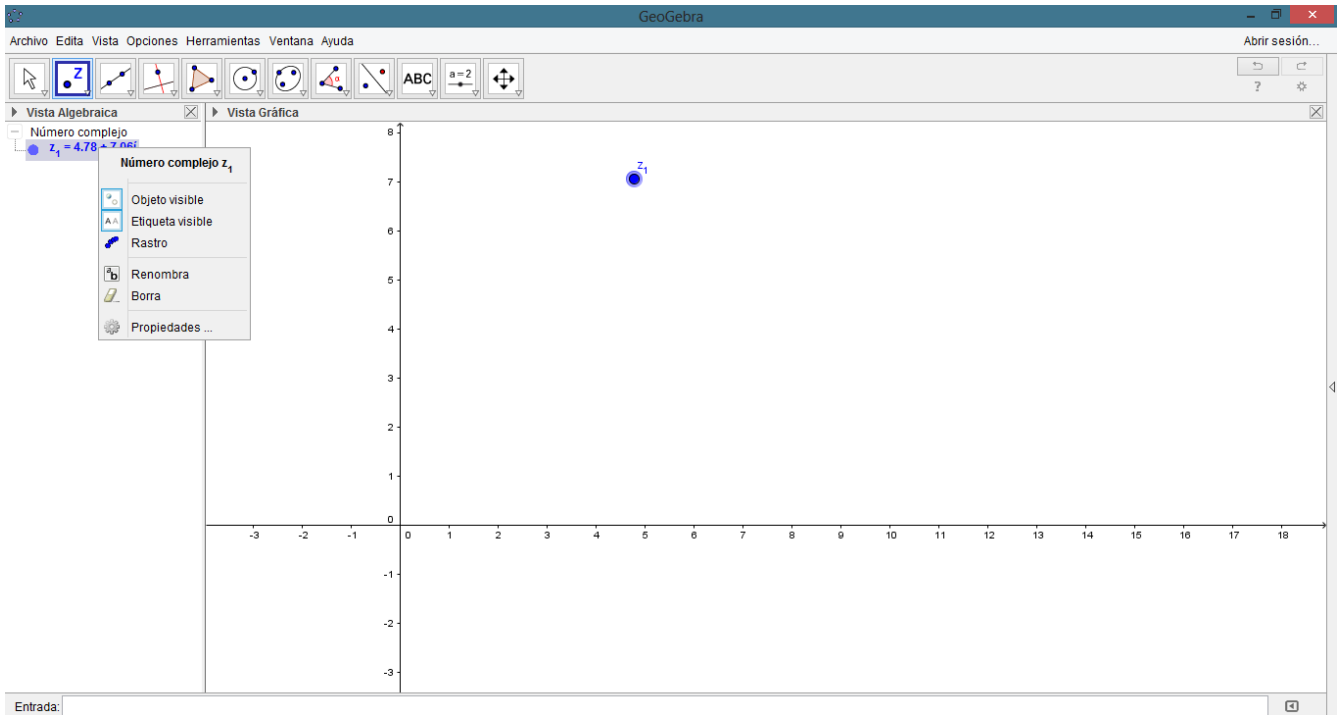 GeoGebra
Archivo Edita Vista Opciones Herramientas Ventana Ayuda
Abrir sesión...
Z
α
ABC
a=2
?
Vista Algebraica
Vista Gráfica
Número complejo
z₁ = 4.78 + 7.06i
Número complejo z₁
Objeto visible
AA Etiqueta visible
Rastro
ab Renombra
Borra
Propiedades ...
z₁
8
7
6
5
4
3
2
1
0
-3 -2 -1 0 1 2 3 4 5 6 7 8 9 10 11 12 13 14 15 16 17 18
-1
-2
-3
Entrada: